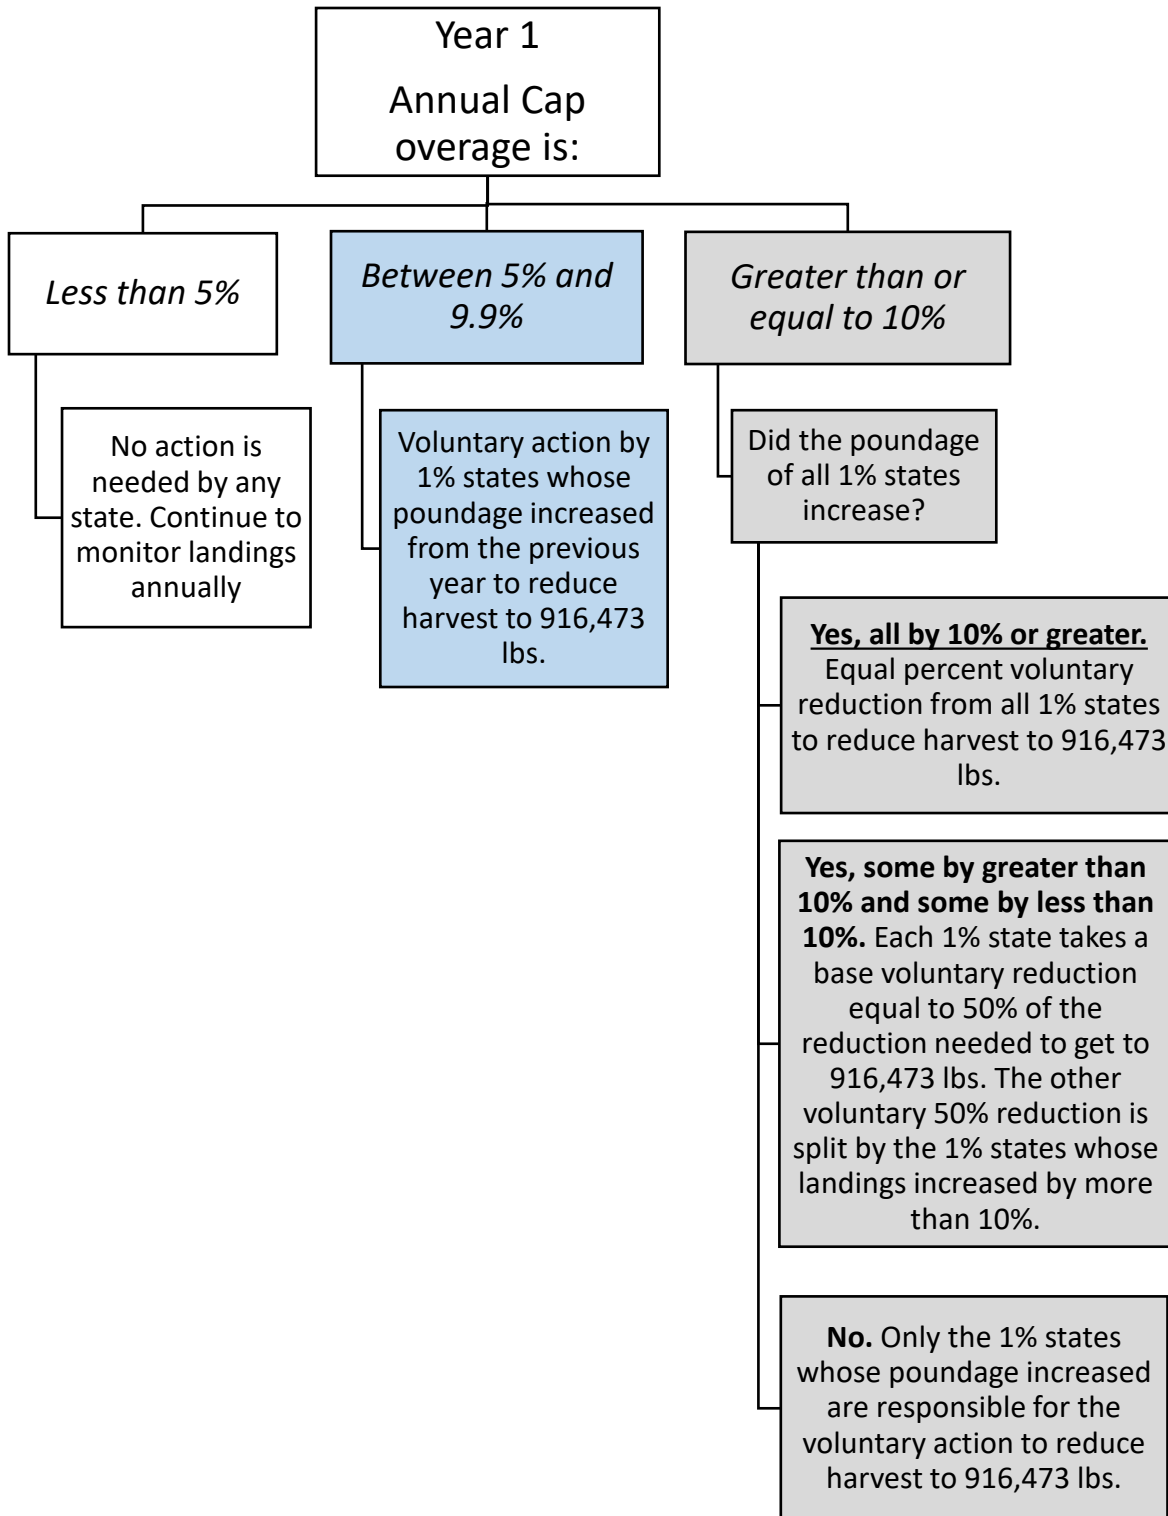 Year 1
Annual Cap
overage is:
Less than 5%
Between 5% and
9.9%
Greater than or
equal to 10%
No action is
needed by any
state. Continue to
monitor landings
annually
Voluntary action by
1% states whose
poundage increased
from the previous
year to reduce
harvest to 916,473
lbs.
Did the poundage
of all 1% states
increase?
Yes, all by 10% or greater.
Equal percent voluntary
reduction from all 1% states
to reduce harvest to 916,473
lbs.
Yes, some by greater than
10% and some by less than
10%. Each 1% state takes a
base voluntary reduction
equal to 50% of the
reduction needed to get to
916,473 lbs. The other
voluntary 50% reduction is
split by the 1% states whose
landings increased by more
than 10%.
No. Only the 1% states
whose poundage increased
are responsible for the
voluntary action to reduce
harvest to 916,473 lbs.